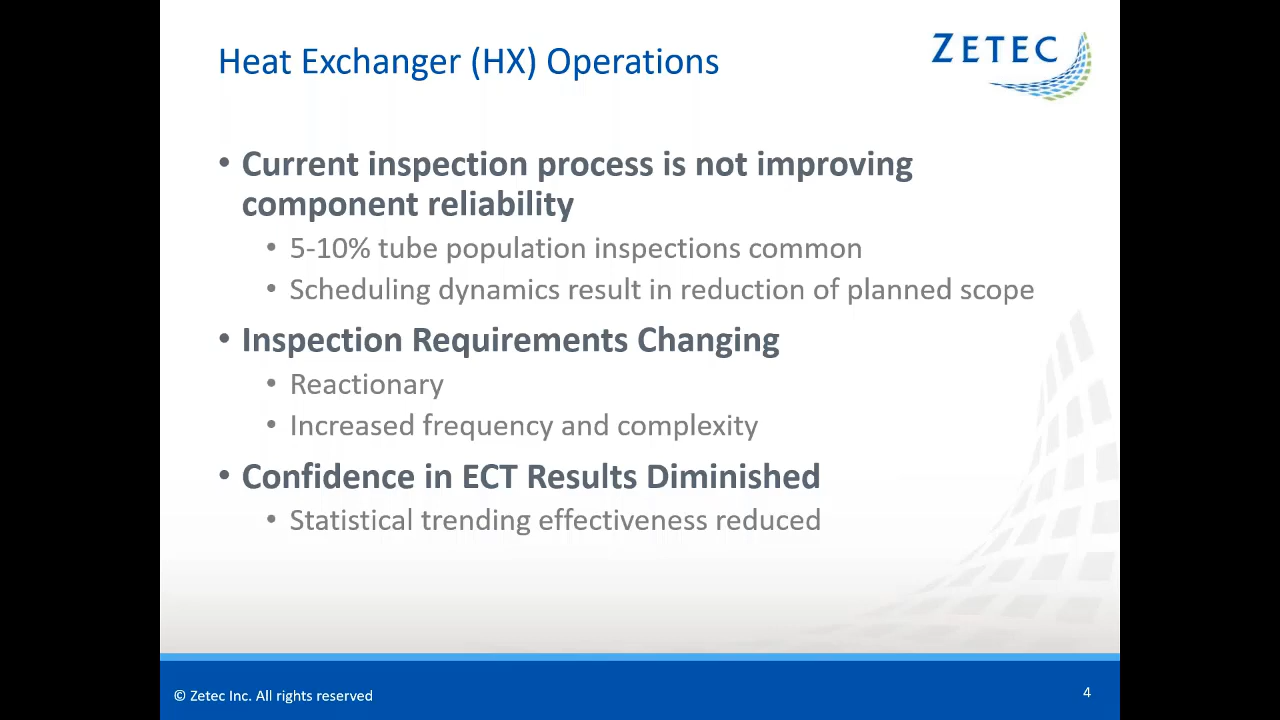 Heat Exchanger (HX) Operations
ZETEC
• Current inspection process is not improving
component reliability
• 5-10% tube population inspections common
• Scheduling dynamics result in reduction of planned scope
• Inspection Requirements Changing
• Reactionary
• Increased frequency and complexity
• Confidence in ECT Results Diminished
• Statistical trending effectiveness reduced
© Zetec Inc. All rights reserved
4